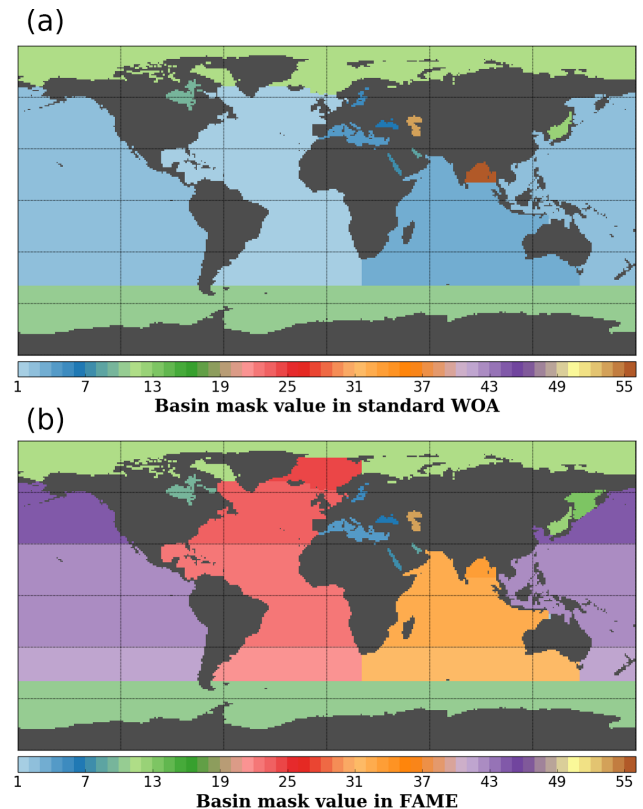 (a)
1 7 13 19 25 31 37 43 49 55
Basin mask value in standard WOA
(b)
1 7 13 19 25 31 37 43 49 55
Basin mask value in FAME